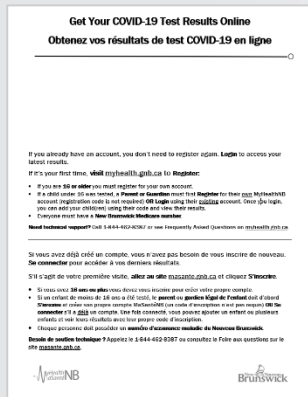 Get Your COVID-19 Test Results Online
Obtenez vos résultats de test COVID-19 en ligne
If you already have an account, you don't need to register again. Login to access your
latest results.
If it's your first time, visit myhealth.gnb.ca to Register:
• If you are 16 or older you must register for your own account.
• If a child under 16 was tested, a Parent or Guardian must first Register for their own MyHealthNB
account (registration code is not required) OR Login using their existing account. Once you login,
you can add your child(ren) using their code and view their results.
• Everyone must have a New Brunswick Medicare number.
Need technical support? Call 1-844-462-8387 or see Frequently Asked Questions on myhealth.gnb.ca.
Si vous avez déjà créé un compte, vous n'avez pas besoin de vous inscrire de nouveau.
Se connecter pour accéder à vos derniers résultats.
S'il s'agit de votre première visite, allez au site masante.gnb.ca et cliquez S'inscrire.
• Si vous avez 16 ans ou plus vous devez vous inscrire pour créer votre propre compte.
• Si un enfant de moins de 16 ans a été testé, le parent ou gardien légal de l'enfant doit d'abord
S'inscrire et créer son propre compte MaSantéNB (un code d'inscription n'est pas requis) OU Se
connecter s'il a déjà un compte. Une fois connecté, vous pouvez ajouter un enfant ou plusieurs
enfants et voir leurs résultats avec leur propre code d'inscription.
• Chaque personne doit posséder un numéro d'assurance maladie du Nouveau Brunswick.
Besoin de soutien technique ? Appelez le 1-844-462-8387 ou consultez le Foire aux questions sur le
site masante.gnb.ca.
NB
Brunswick